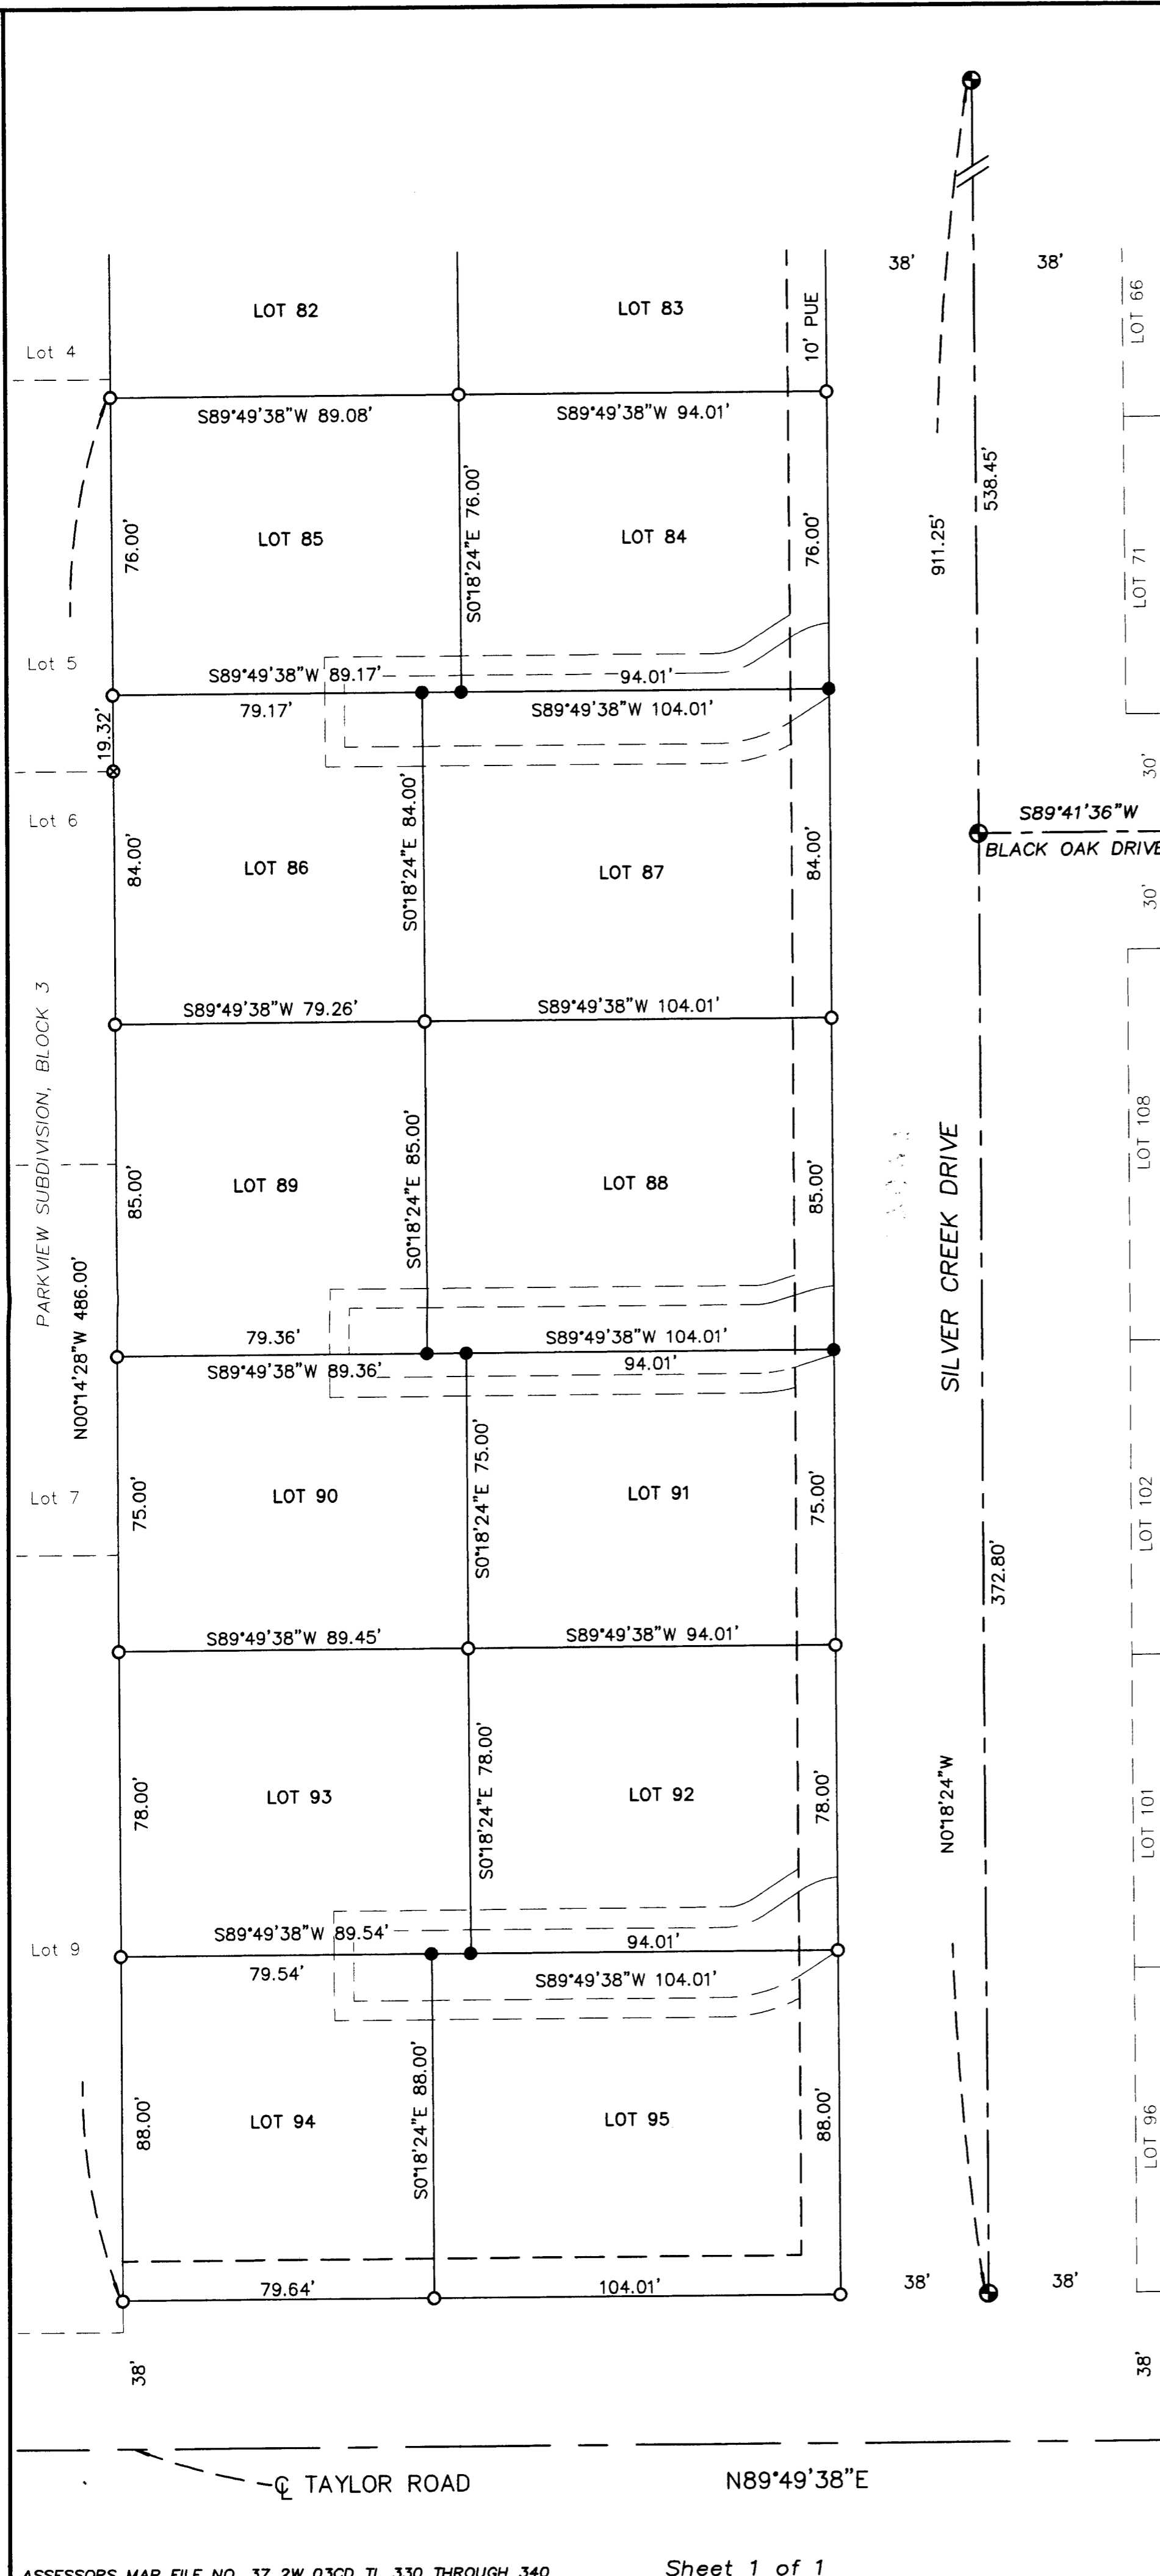 38'
38'
LOT 82
LOT 83
10' PUE
LOT 66
Lot 4
S89°49'38"W 89.08'
S89°49'38"W 94.01'
538.45'
911.25'
76.00'
LOT 85
S0°18'24"E 76.00'
LOT 84
76.00'
LOT 71
Lot 5
S89°49'38"W 89.17'
94.01'
79.17'
S89°49'38"W 104.01'
19.32'
30'
Lot 6
S89°41'36"W
BLACK OAK DRIVE
84.00'
LOT 86
S0°18'24"E 84.00'
LOT 87
84.00'
30'
S89°49'38"W 79.26'
S89°49'38"W 104.01'
PARKVIEW SUBDIVISION, BLOCK 3
LOT 108
85.00'
LOT 89
S0°18'24"E 85.00'
LOT 88
85.00'
SILVER CREEK DRIVE
N00°14'28"W 486.00'
79.36'
S89°49'38"W 104.01'
S89°49'38"W 89.36'
94.01'
Lot 7
75.00'
LOT 90
S0°18'24"E 75.00'
LOT 91
75.00'
LOT 102
372.80'
S89°49'38"W 89.45'
S89°49'38"W 94.01'
78.00'
LOT 93
S0°18'24"E 78.00'
LOT 92
78.00'
N0°18'24"W
LOT 101
Lot 9
S89°49'38"W 89.54'
94.01'
79.54'
S89°49'38"W 104.01'
88.00'
LOT 94
S0°18'24"E 88.00'
LOT 95
88.00'
LOT 96
79.64'
104.01'
38'
38'
38'
38'
℄ TAYLOR ROAD
N89°49'38"E
ASSESSORS MAP FILE NO. 37 2W 03CD TL 330 THROUGH 340
Sheet 1 of 1